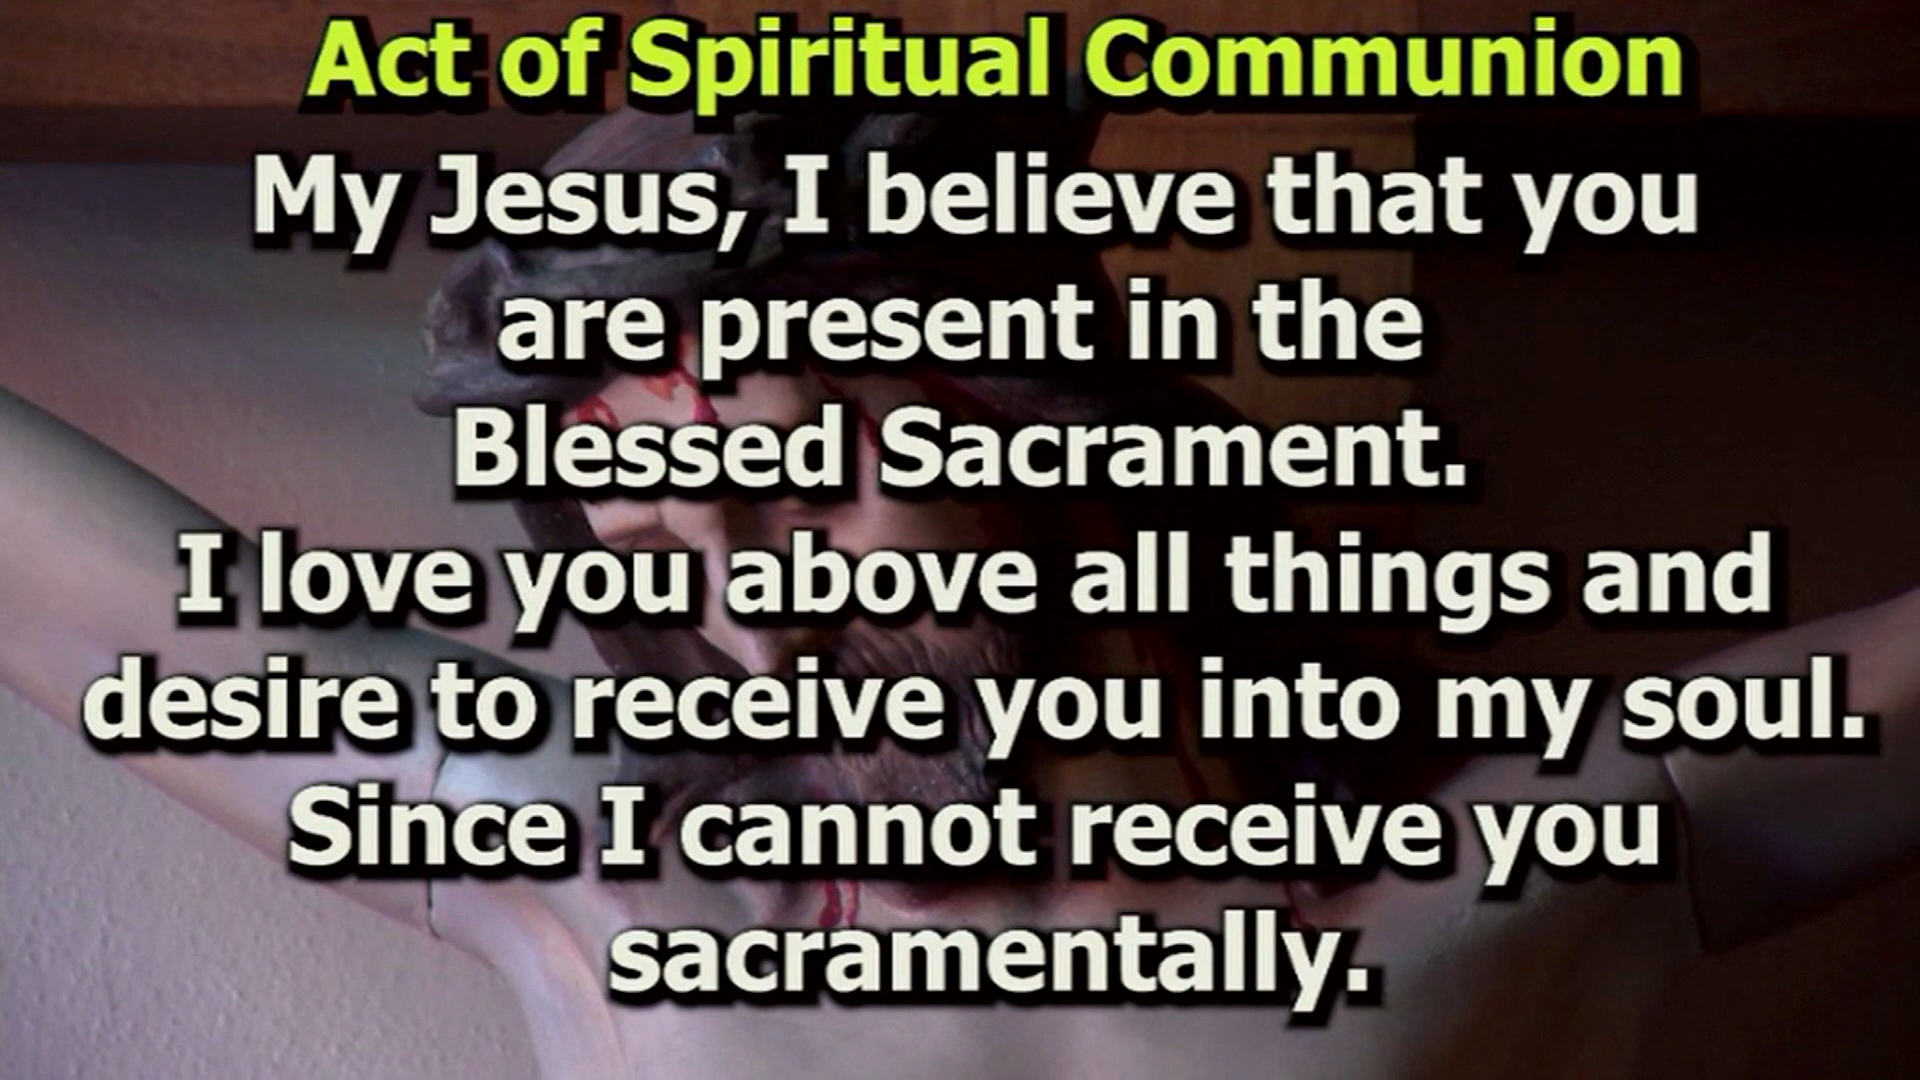 Act of Spiritual Communion
My Jesus, I believe that you
are present in the
Blessed Sacrament.
I love you above all things and
desire to receive you into my soul.
Since I cannot receive you
sacramentally.